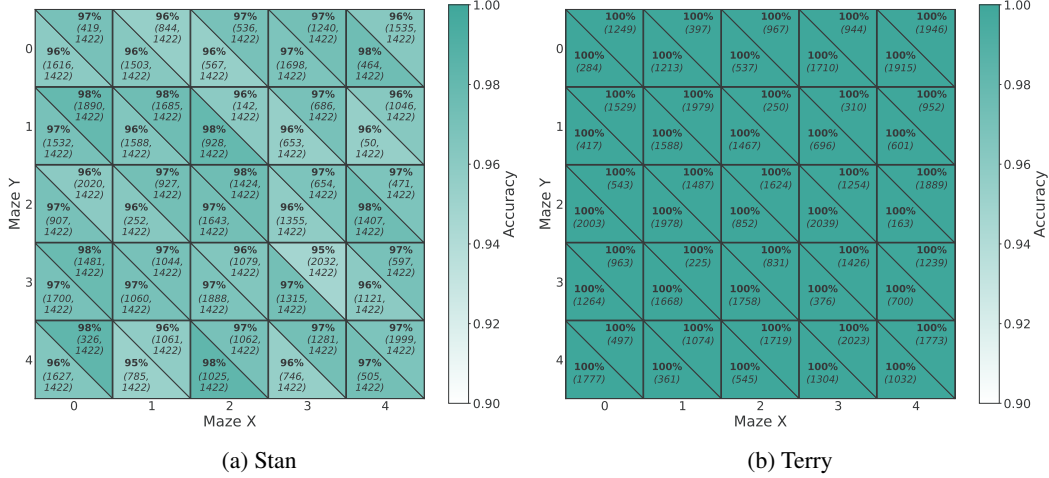 97% 96% 97% 97% 96%
(419, (844, (536, (1240, (1535,
1422) 1422) 1422) 1422) 1422)
0
96% 96% 96% 97% 98%
(1616, (1503, (567, (1698, (464,
1422) 1422) 1422) 1422) 1422)
98% 98% 96% 97% 96%
(1890, (1685, (142, (686, (1046,
1422) 1422) 1422) 1422) 1422)
1
97% 96% 98% 96% 96%
(1532, (1588, (928, (653, (50,
1422) 1422) 1422) 1422) 1422)
96% 97% 98% 97% 97%
(2020, (927, (1424, (654, (471,
1422) 1422) 1422) 1422) 1422)
2
97% 96% 97% 96% 98%
(907, (252, (1643, (1355, (1407,
1422) 1422) 1422) 1422) 1422)
98% 97% 96% 95% 97%
(1481, (1044, (1079, (2032, (597,
1422) 1422) 1422) 1422) 1422)
3
97% 97% 97% 97% 96%
(1700, (1060, (1888, (1315, (1121,
1422) 1422) 1422) 1422) 1422)
98% 96% 97% 97% 97%
(326, (1061, (1062, (1281, (1999,
1422) 1422) 1422) 1422) 1422)
4
96% 95% 98% 96% 97%
(1627, (785, (1025, (746, (505,
1422) 1422) 1422) 1422) 1422)
0 1 2 3 4
Maze X
Maze Y
1.00
0.98
0.96
0.94
0.92
0.90
Accuracy
(a) Stan
100% 100% 100% 100% 100%
(1249) (397) (967) (944) (1946)
0
100% 100% 100% 100% 100%
(284) (1213) (537) (1710) (1915)
100% 100% 100% 100% 100%
(1529) (1979) (250) (310) (952)
1
100% 100% 100% 100% 100%
(417) (1588) (1467) (696) (601)
100% 100% 100% 100% 100%
(543) (1487) (1624) (1254) (1889)
2
100% 100% 100% 100% 100%
(2003) (1978) (852) (2039) (163)
100% 100% 100% 100% 100%
(963) (225) (831) (1426) (1239)
3
100% 100% 100% 100% 100%
(1264) (1668) (1758) (376) (700)
100% 100% 100% 100% 100%
(497) (1074) (1719) (2023) (1773)
4
100% 100% 100% 100% 100%
(1777) (361) (545) (1304) (1032)
0 1 2 3 4
Maze X
Maze Y
1.00
0.98
0.96
0.94
0.92
0.90
Accuracy
(b) Terry